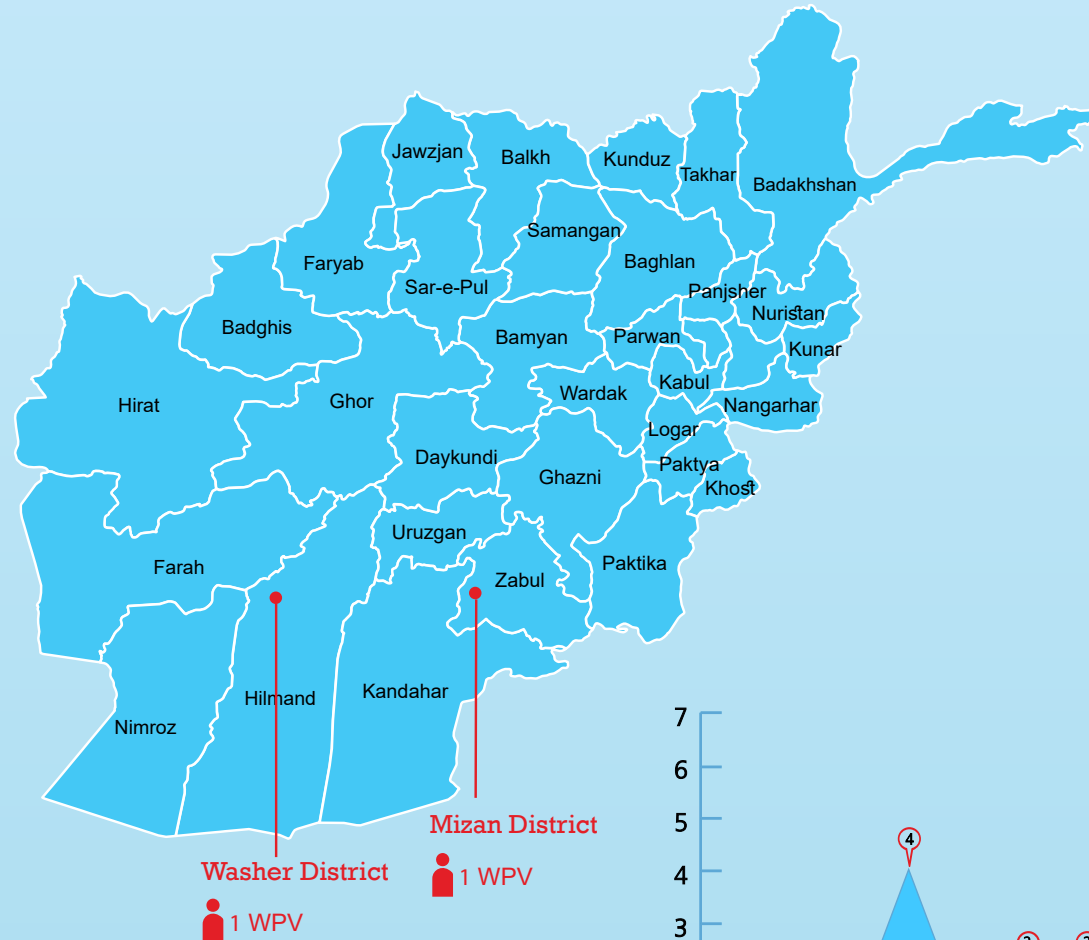 Jawzjan
Balkh
Kunduz
Takhar
Badakhshan
Samangan
Faryab
Baghlan
Sar-e-Pul
Panjsher
Nuristan
Badghis
Bamyan
Parwan
Kunar
Kabul
Hirat
Ghor
Wardak
Nangarhar
Logar
Daykundi
Paktya
Ghazni
Khost
Uruzgan
Farah
Zabul
Paktika
Hilmand
Kandahar
Nimroz
Mizan District
1 WPV
Washer District
1 WPV
7
6
5
4
3
4